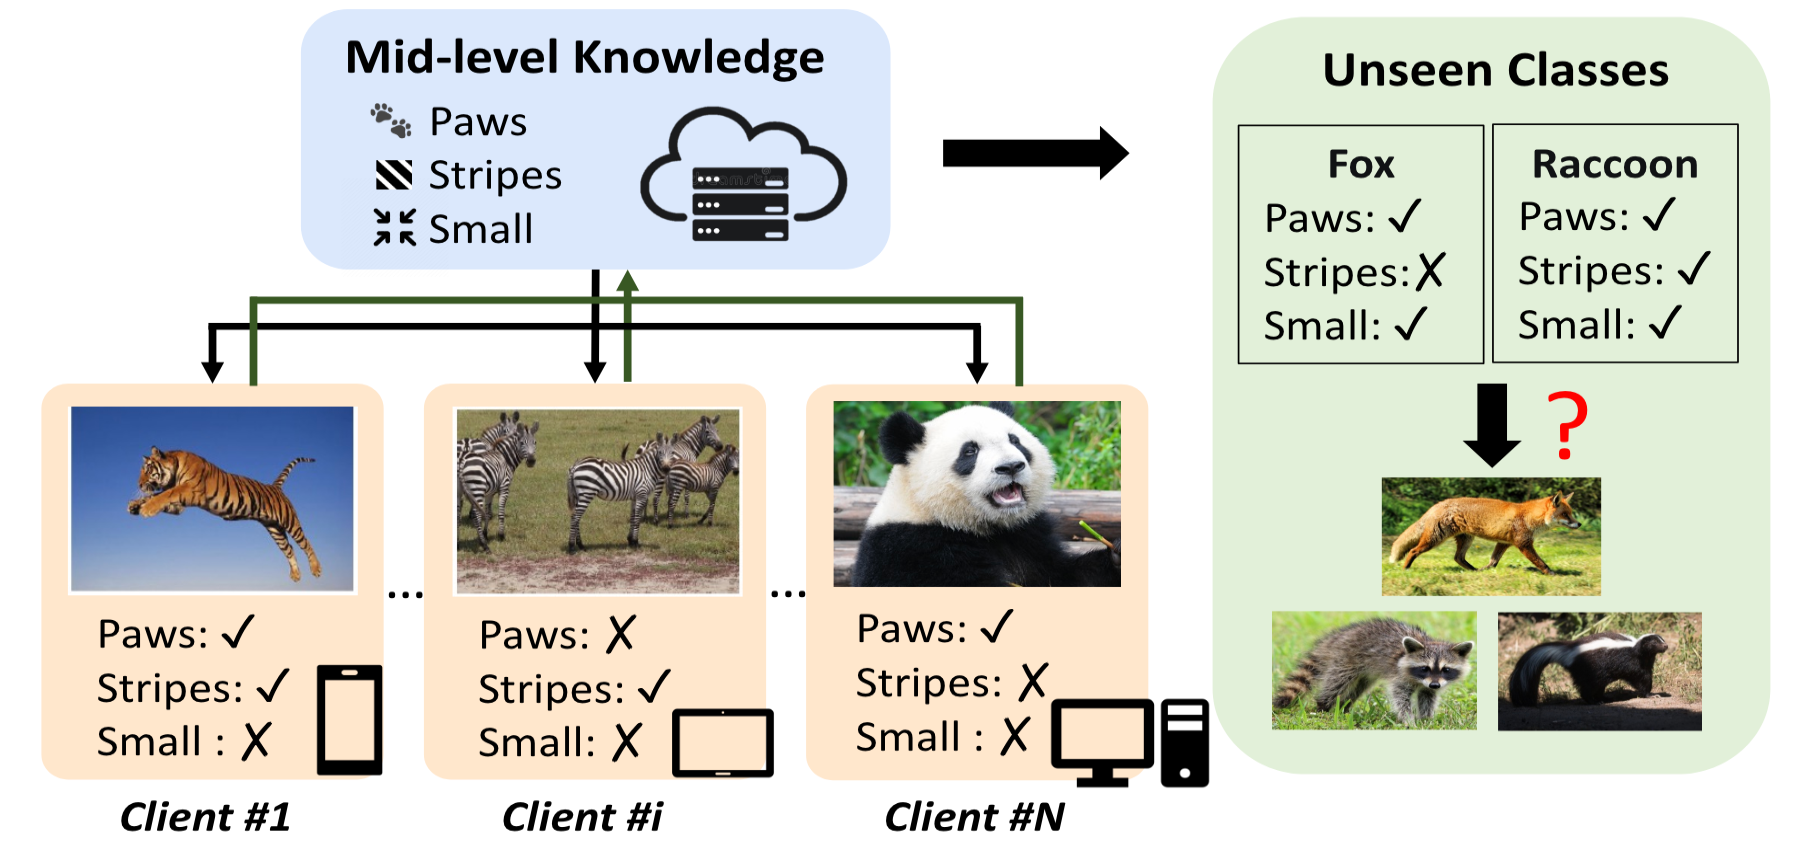 Mid-level Knowledge
Paws
Stripes
Small
Unseen Classes
Fox
Paws: ✓
Stripes:✗
Small: ✓
Raccoon
Paws: ✓
Stripes: ✓
Small: ✓
?
Paws: ✓
Stripes: ✓
Small : ✗
Client #1
...
Paws: ✗
Stripes: ✓
Small: ✗
Client #i
...
Paws: ✓
Stripes: ✗
Small : ✗
Client #N